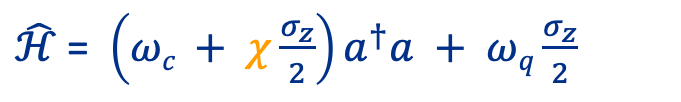 Ĥ = (ω_c + χ σ_z/2) a†a + ω_q σ_z/2